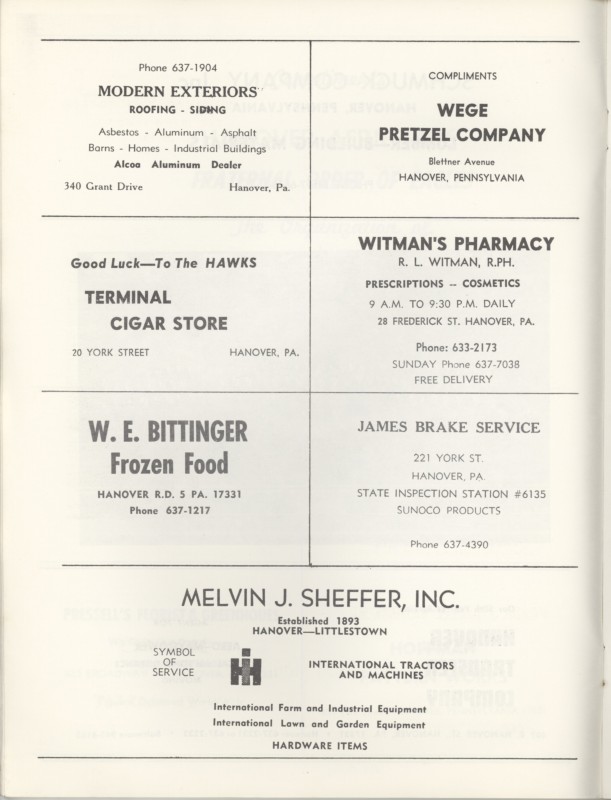 Phone 637-1904
MODERN EXTERIORS
ROOFING - SIDING
Asbestos - Aluminum - Asphalt
Barns - Homes - Industrial Buildings
Alcoa Aluminum Dealer
340 Grant Drive Hanover, Pa.
COMPLIMENTS
WEGE
PRETZEL COMPANY
Blettner Avenue
HANOVER, PENNSYLVANIA
Good Luck—To The HAWKS
TERMINAL
CIGAR STORE
20 YORK STREET HANOVER, PA.
WITMAN'S PHARMACY
R. L. WITMAN, R.PH.
PRESCRIPTIONS -- COSMETICS
9 A.M. TO 9:30 P.M. DAILY
28 FREDERICK ST. HANOVER, PA.
Phone: 633-2173
SUNDAY Phone 637-7038
FREE DELIVERY
W. E. BITTINGER
Frozen Food
HANOVER R.D. 5 PA. 17331
Phone 637-1217
JAMES BRAKE SERVICE
221 YORK ST.
HANOVER, PA.
STATE INSPECTION STATION #6135
SUNOCO PRODUCTS
Phone 637-4390
MELVIN J. SHEFFER, INC.
Established 1893
HANOVER—LITTLESTOWN
SYMBOL
OF
SERVICE
IH
INTERNATIONAL TRACTORS
AND MACHINES
International Farm and Industrial Equipment
International Lawn and Garden Equipment
HARDWARE ITEMS